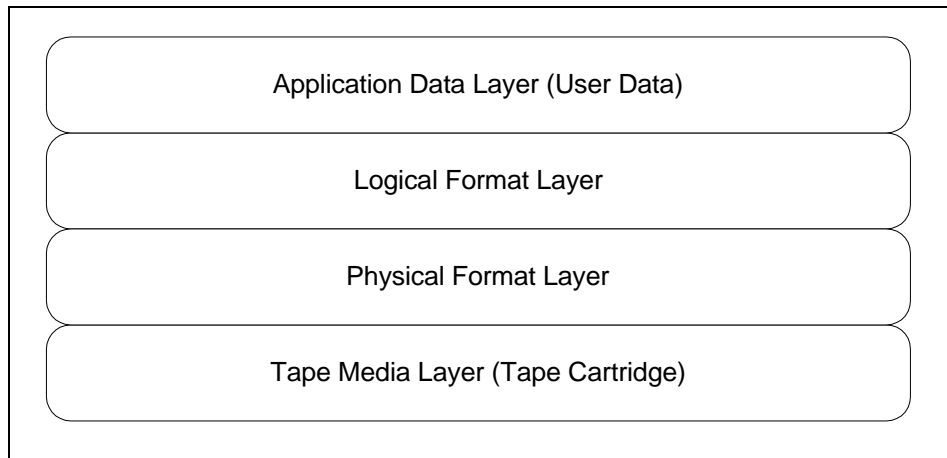 Application Data Layer (User Data)
Logical Format Layer
Physical Format Layer
Tape Media Layer (Tape Cartridge)